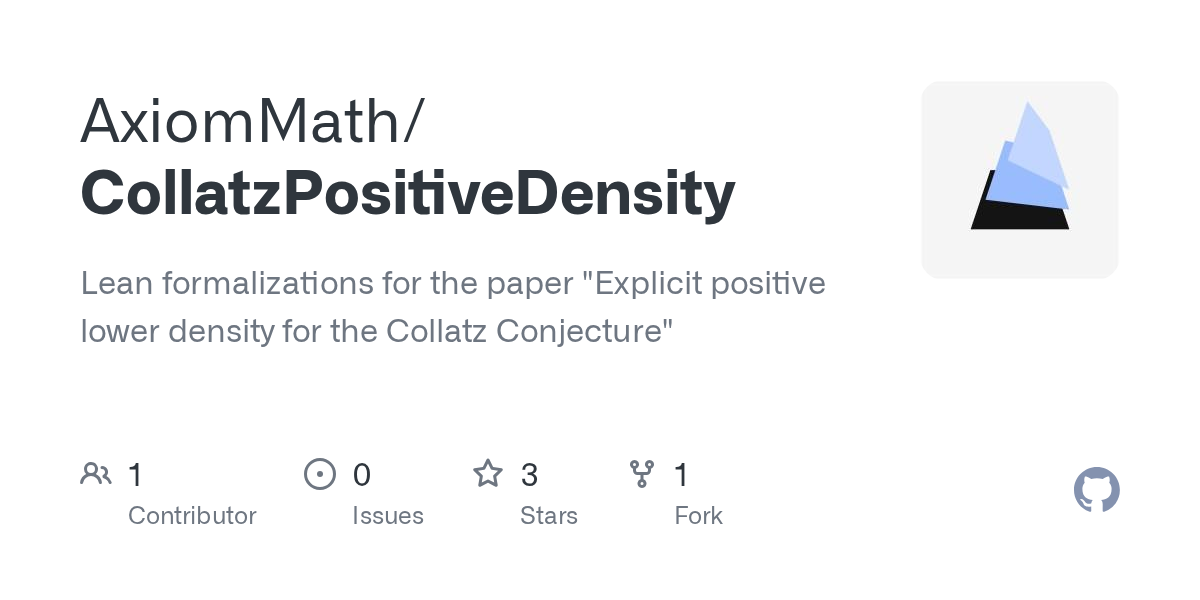 AxiomMath/
CollatzPositiveDensity
Lean formalizations for the paper "Explicit positive
lower density for the Collatz Conjecture"
1
Contributor
0
Issues
3
Stars
1
Fork